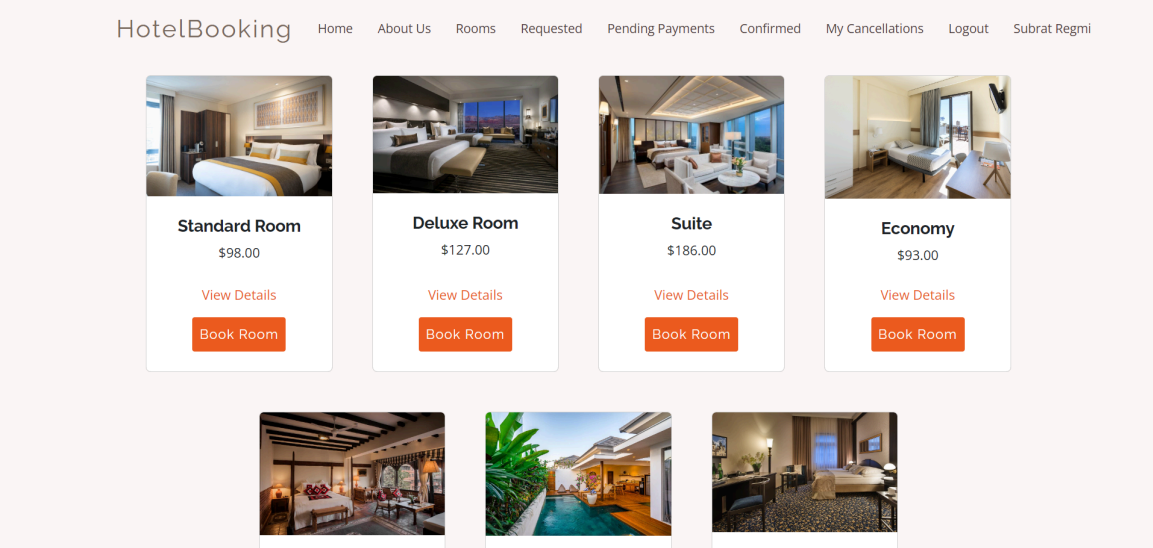 HotelBooking Home About Us Rooms Requested Pending Payments Confirmed My Cancellations Logout Subrat Regmi
Standard Room
$98.00
View Details
Book Room
Deluxe Room
$127.00
View Details
Book Room
Suite
$186.00
View Details
Book Room
Economy
$93.00
View Details
Book Room